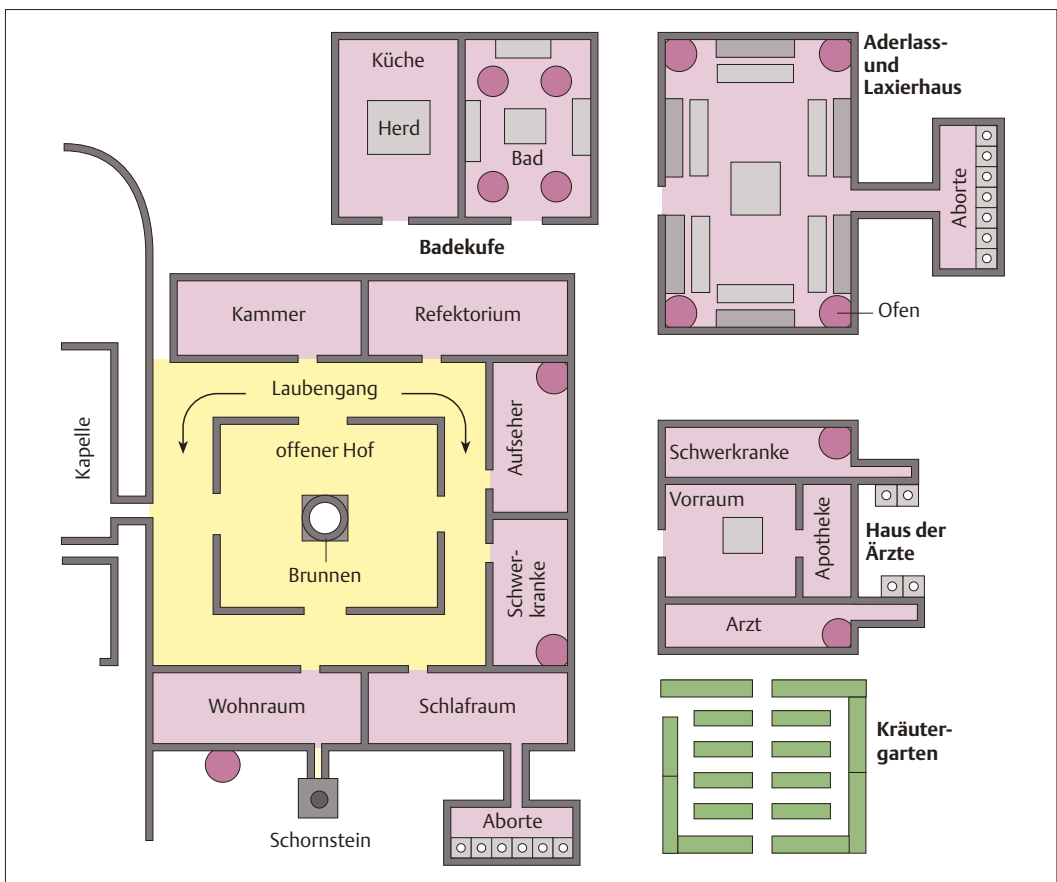 Küche
Herd
Bad
Badekufe
Aderlass-
und
Laxierhaus
Aborte
Ofen
Kammer
Refektorium
Laubengang
offener Hof
Aufseher
Kapelle
Brunnen
Schwer-
kranke
Wohnraum
Schlafraum
Schornstein
Aborte
Schwerkranke
Vorraum
Apotheke
Haus der
Ärzte
Arzt
Kräuter-
garten